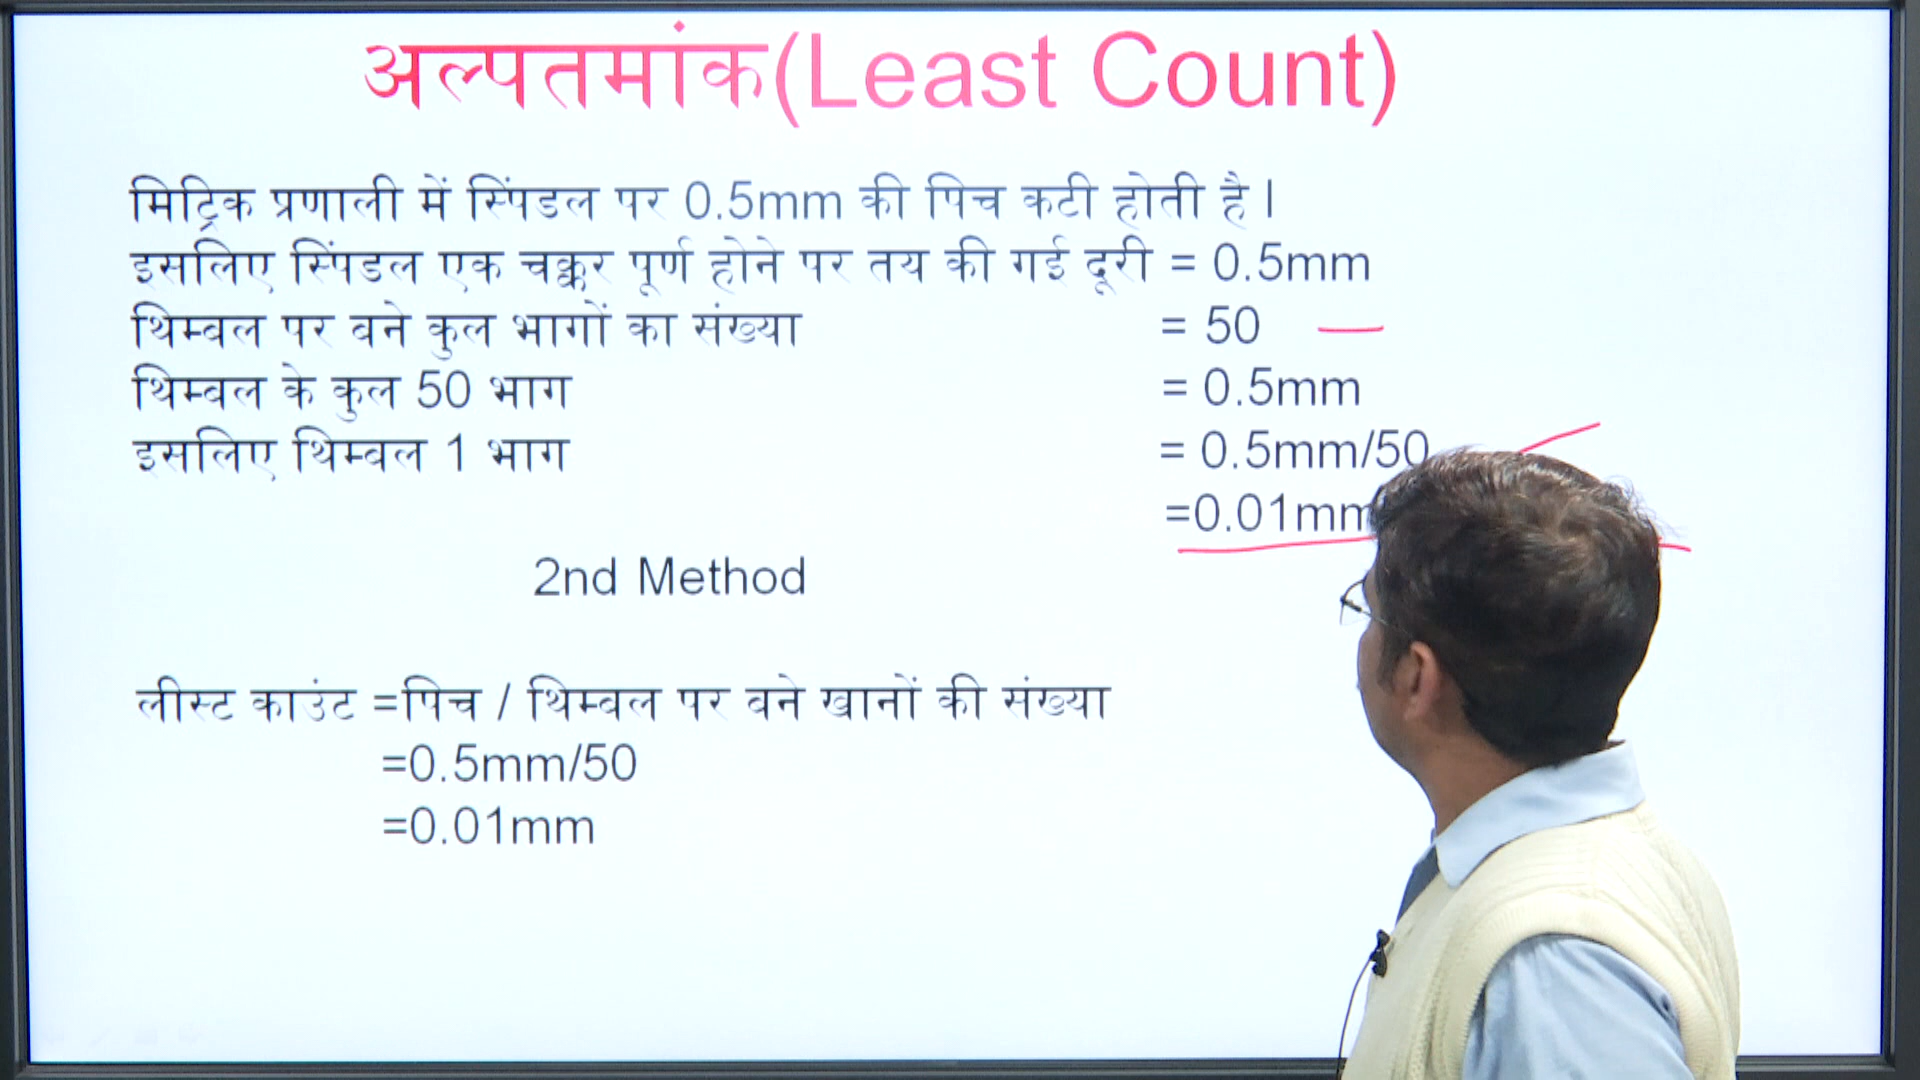 अल्पतमांक(Least Count)
मिट्रिक प्रणाली में स्पिंडल पर 0.5mm की पिच कटी होती है ।
इसलिए स्पिंडल एक चक्कर पूर्ण होने पर तय की गई दूरी = 0.5mm
थिम्बल पर बने कुल भागों का संख्या = 50
थिम्बल के कुल 50 भाग = 0.5mm
इसलिए थिम्बल 1 भाग = 0.5mm/50
=0.01mm
2nd Method
लीस्ट काउंट =पिच / थिम्बल पर बने खानों की संख्या
=0.5mm/50
=0.01mm